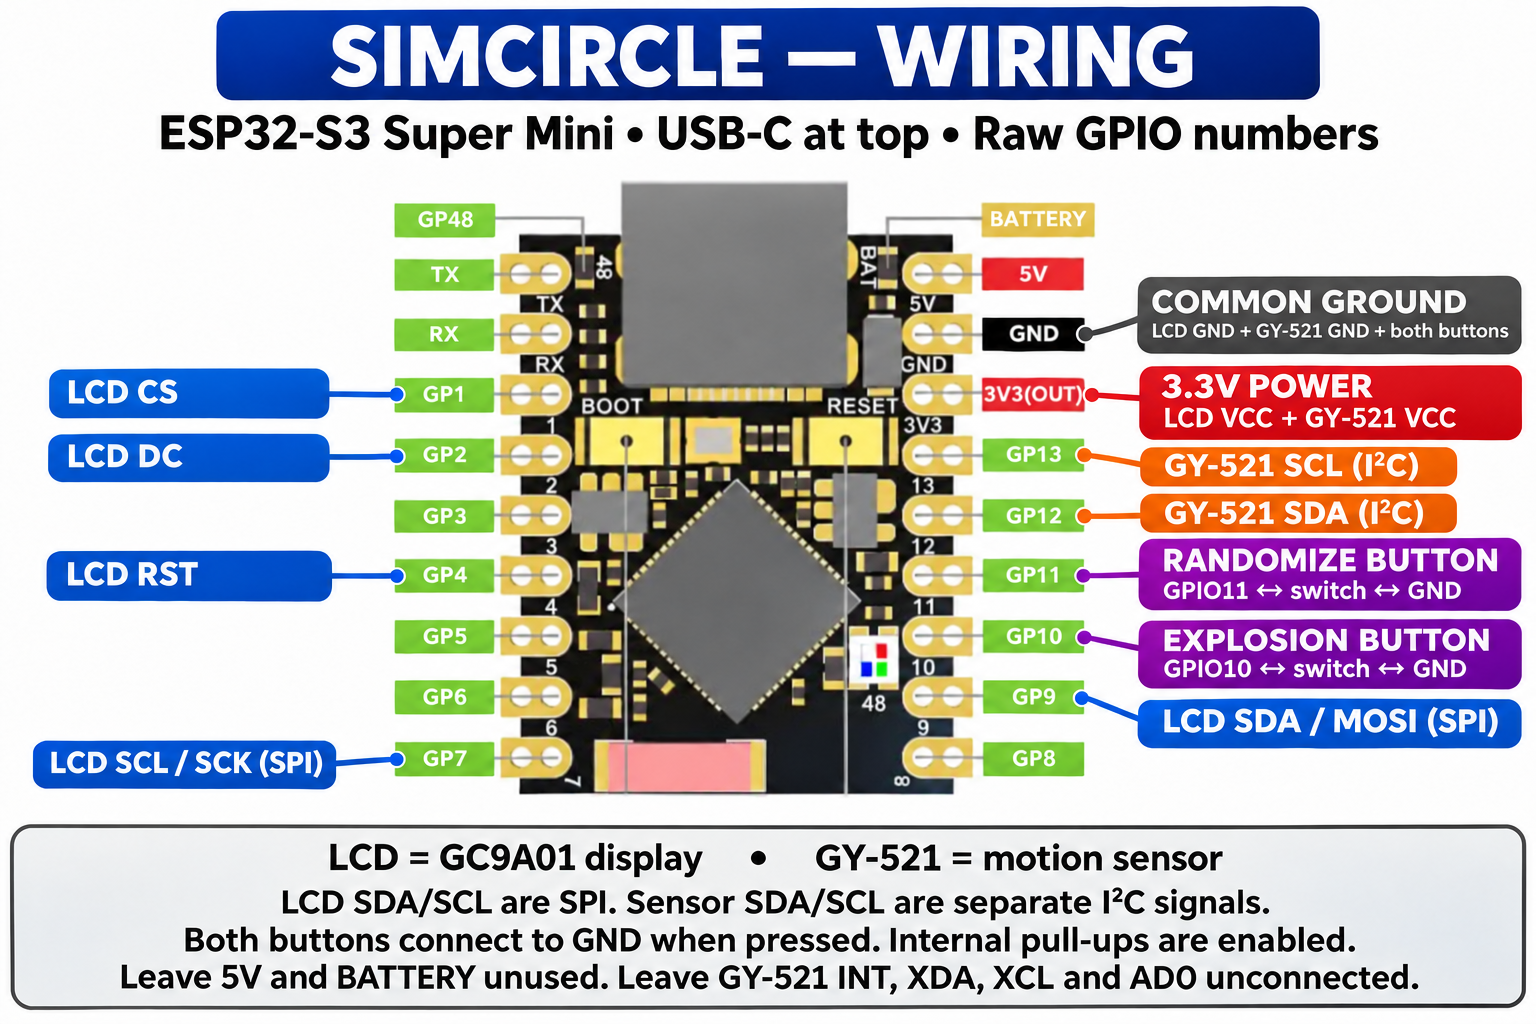 SIMCIRCLE — WIRING
ESP32-S3 Super Mini • USB-C at top • Raw GPIO numbers
GP48
BATTERY
TX
48
BAT
5V
TX
5V
COMMON GROUND
LCD GND + GY-521 GND + both buttons
RX
GND
RX
GND
LCD CS
GP1
3V3(OUT)
3.3V POWER
LCD VCC + GY-521 VCC
BOOT
RESET
1
3V3
LCD DC
GP2
GP13
GY-521 SCL (I²C)
2
13
GP3
GP12
GY-521 SDA (I²C)
3
12
LCD RST
GP4
GP11
RANDOMIZE BUTTON
GPIO11 ↔ switch ↔ GND
4
11
GP5
GP10
EXPLOSION BUTTON
GPIO10 ↔ switch ↔ GND
5
10
GP6
GP9
48
LCD SDA / MOSI (SPI)
6
9
LCD SCL / SCK (SPI)
GP7
GP8
7
8
LCD = GC9A01 display • GY-521 = motion sensor
LCD SDA/SCL are SPI. Sensor SDA/SCL are separate I²C signals.
Both buttons connect to GND when pressed. Internal pull-ups are enabled.
Leave 5V and BATTERY unused. Leave GY-521 INT, XDA, XCL and AD0 unconnected.